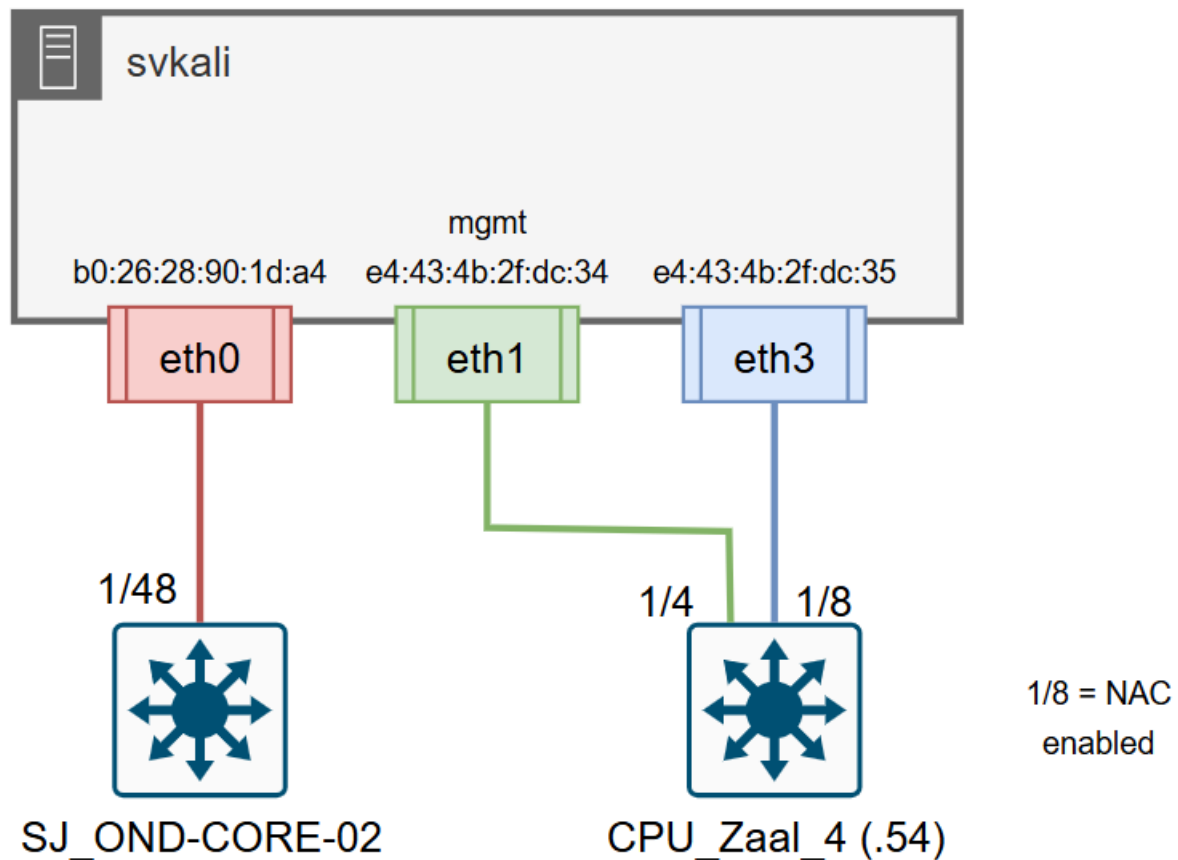 svkali
mgmt
b0:26:28:90:1d:a4 e4:43:4b:2f:dc:34 e4:43:4b:2f:dc:35
eth0 eth1 eth3
1/48 1/4 1/8
1/8 = NAC
enabled
SJ_OND-CORE-02 CPU_Zaal_4 (.54)